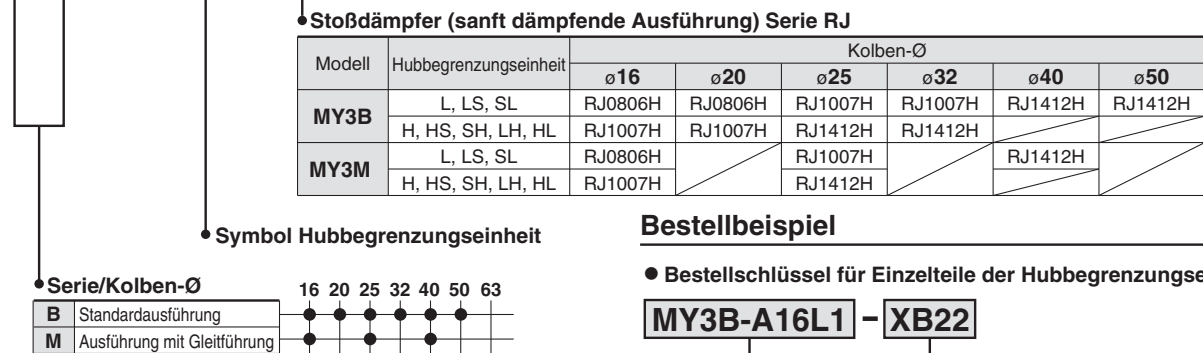 Stoßdämpfer (sanft dämpfende Ausführung) Serie RJ
Modell Hubbegrenzungseinheit Kolben-Ø
ø16 ø20 ø25 ø32 ø40 ø50
MY3B L, LS, SL RJ0806H RJ0806H RJ1007H RJ1007H RJ1412H RJ1412H
H, HS, SH, LH, HL RJ1007H RJ1007H RJ1412H RJ1412H
MY3M L, LS, SL RJ0806H RJ1007H RJ1412H
H, HS, SH, LH, HL RJ1007H RJ1412H
Symbol Hubbegrenzungseinheit
Bestellbeispiel
Serie/Kolben-Ø 16 20 25 32 40 50 63
B Standardausführung
M Ausführung mit Gleitführung
● Bestellschlüssel für Einzelteile der Hubbegrenzungse
MY3B-A16L1 – XB22